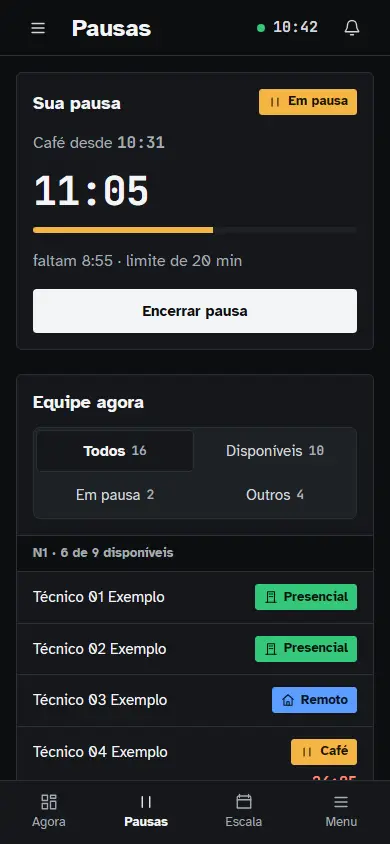 Pausas 10:42
Sua pausa Em pausa
Café desde 10:31
11:05
faltam 8:55 · limite de 20 min
Encerrar pausa
Equipe agora
Todos 16 Disponíveis 10
Em pausa 2 Outros 4
N1 · 6 de 9 disponíveis
Técnico 01 Exemplo Presencial
Técnico 02 Exemplo Presencial
Técnico 03 Exemplo Remoto
Técnico 04 Exemplo Café
Agora Pausas Escala Menu